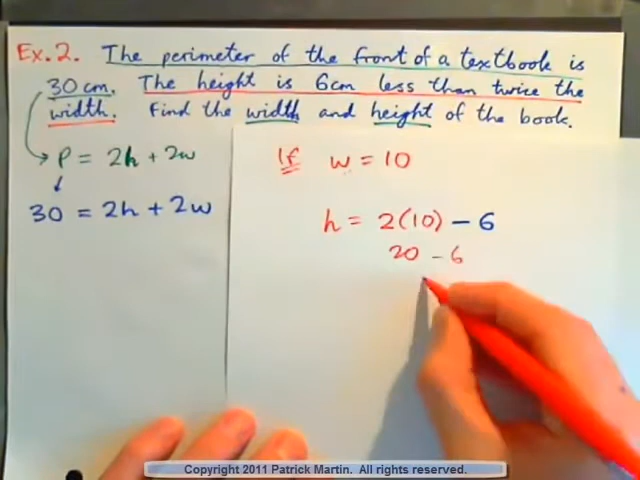 Ex. 2. The perimeter of the front of a textbook is
30 cm. The height is 6cm less than twice the
width. Find the width and height of the book.
P = 2h + 2w
30 = 2h + 2w
If w = 10
h = 2(10) - 6
20 - 6
Copyright 2011 Patrick Martin. All rights reserved.